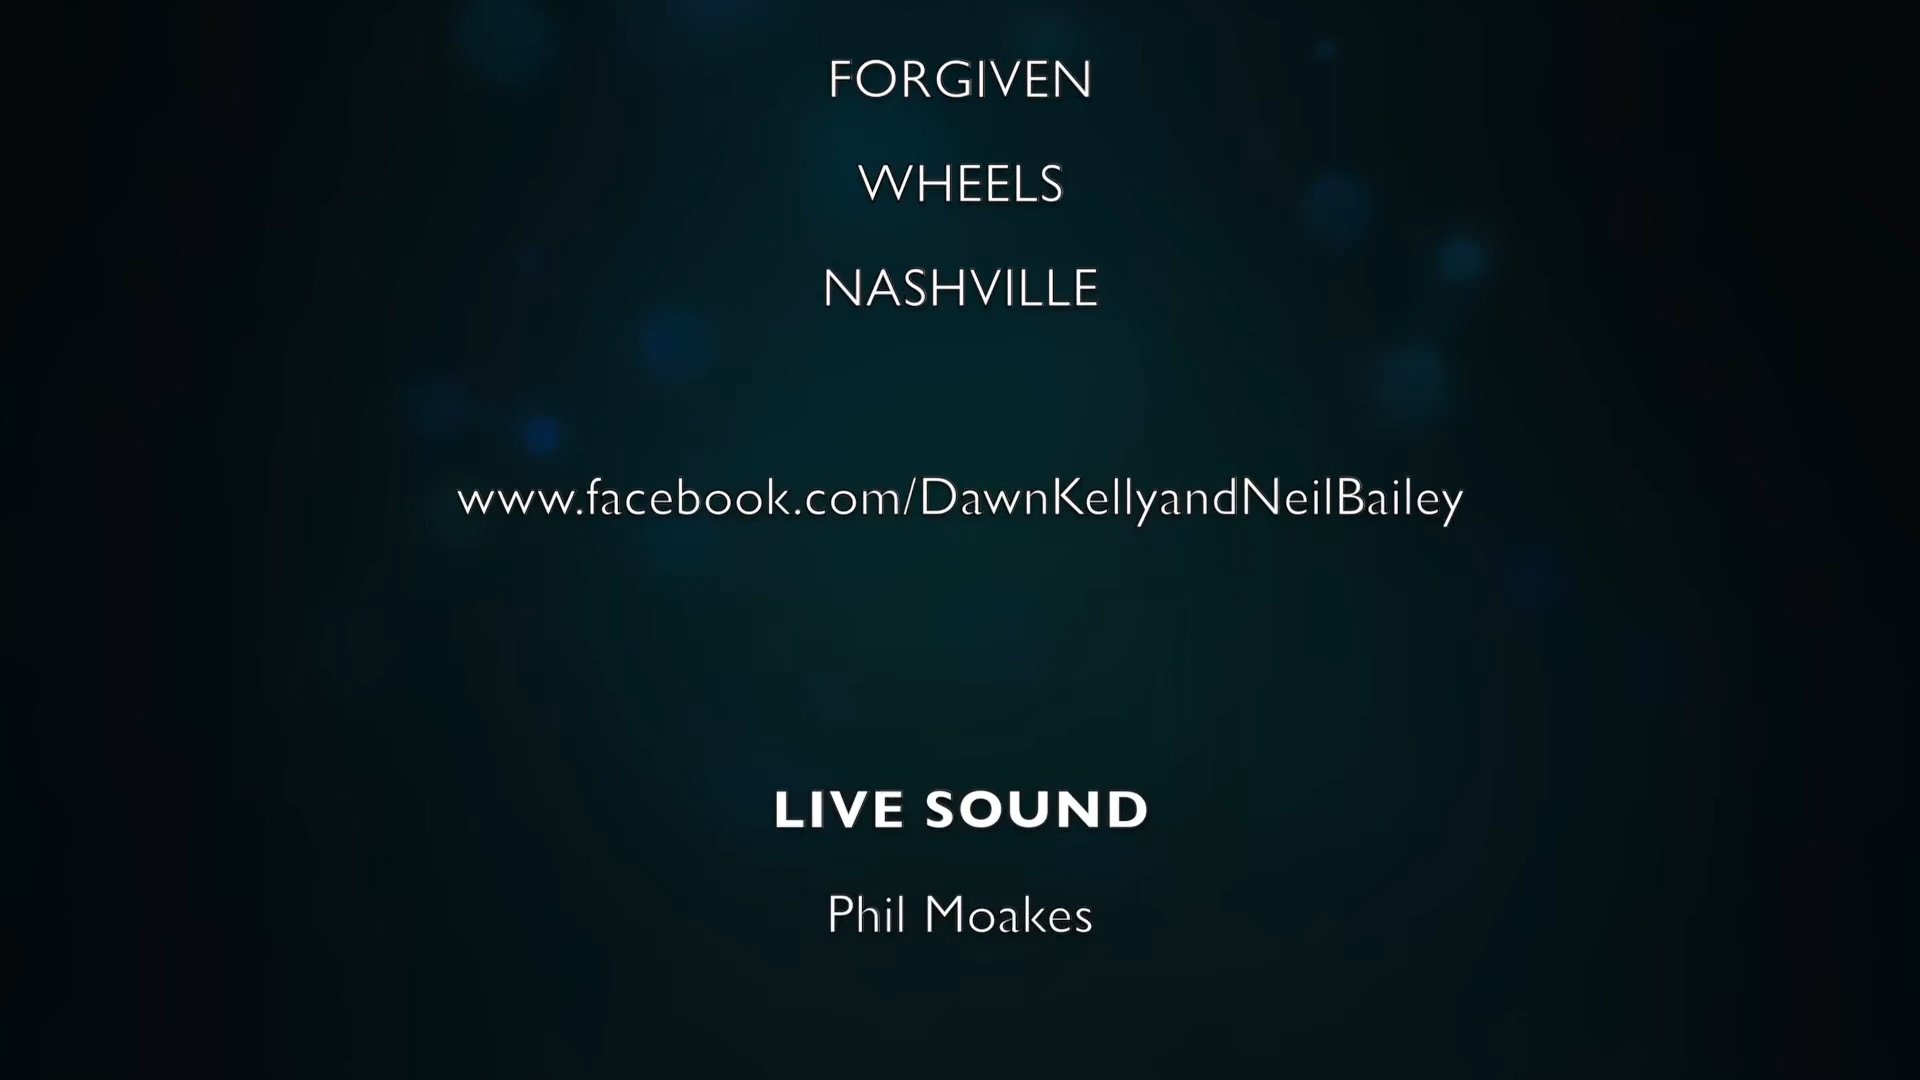 FORGIVEN
WHEELS
NASHVILLE
www.facebook.com/DawnKellyandNeilBailey
LIVE SOUND
Phil Moakes